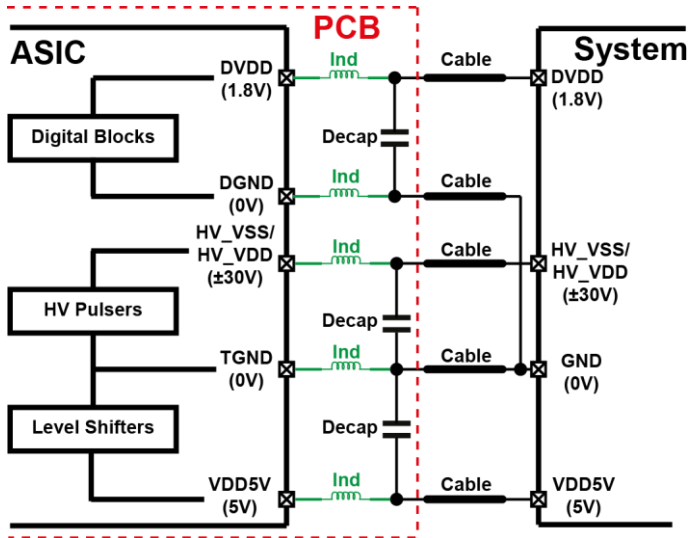 PCB
ASIC
System
DVDD
(1.8V)
Ind
Cable
DVDD
(1.8V)
Digital Blocks
Decap
DGND
(0V)
Ind
Cable
HV_VSS/
HV_VDD
(±30V)
Ind
Cable
HV_VSS/
HV_VDD
(±30V)
HV Pulsers
Decap
TGND
(0V)
Ind
Cable
GND
(0V)
Level Shifters
Decap
VDD5V
(5V)
Ind
Cable
VDD5V
(5V)